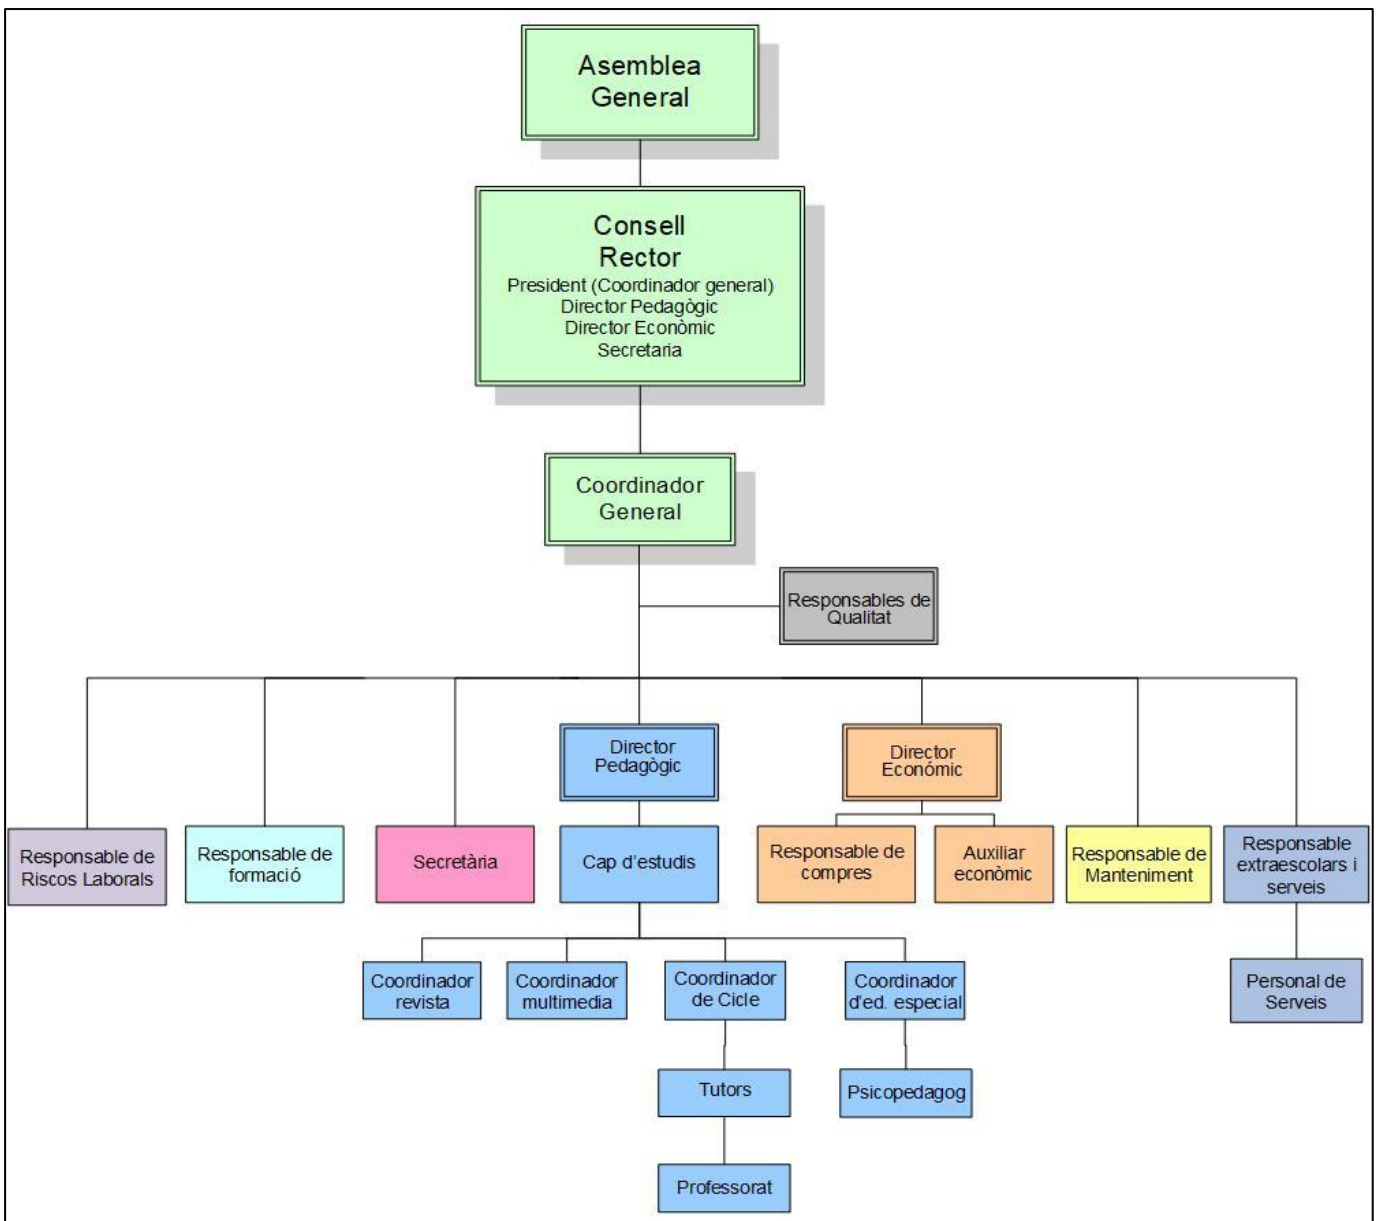 Asemblea
General
Consell
Rector
President (Coordinador general)
Director Pedagògic
Director Econòmic
Secretaria
Coordinador
General
Responsables de
Qualitat
Director
Pedagògic
Director
Económic
Responsable de
Riscos Laborals
Responsable de
formació
Secretària
Cap d'estudis
Responsable de
compres
Auxiliar
econòmic
Responsable de
Manteniment
Responsable
extraescolars i
serveis
Coordinador
revista
Coordinador
multimedia
Coordinador
de Cicle
Coordinador
d'ed. especial
Personal de
Serveis
Tutors
Psicopedagog
Professorat